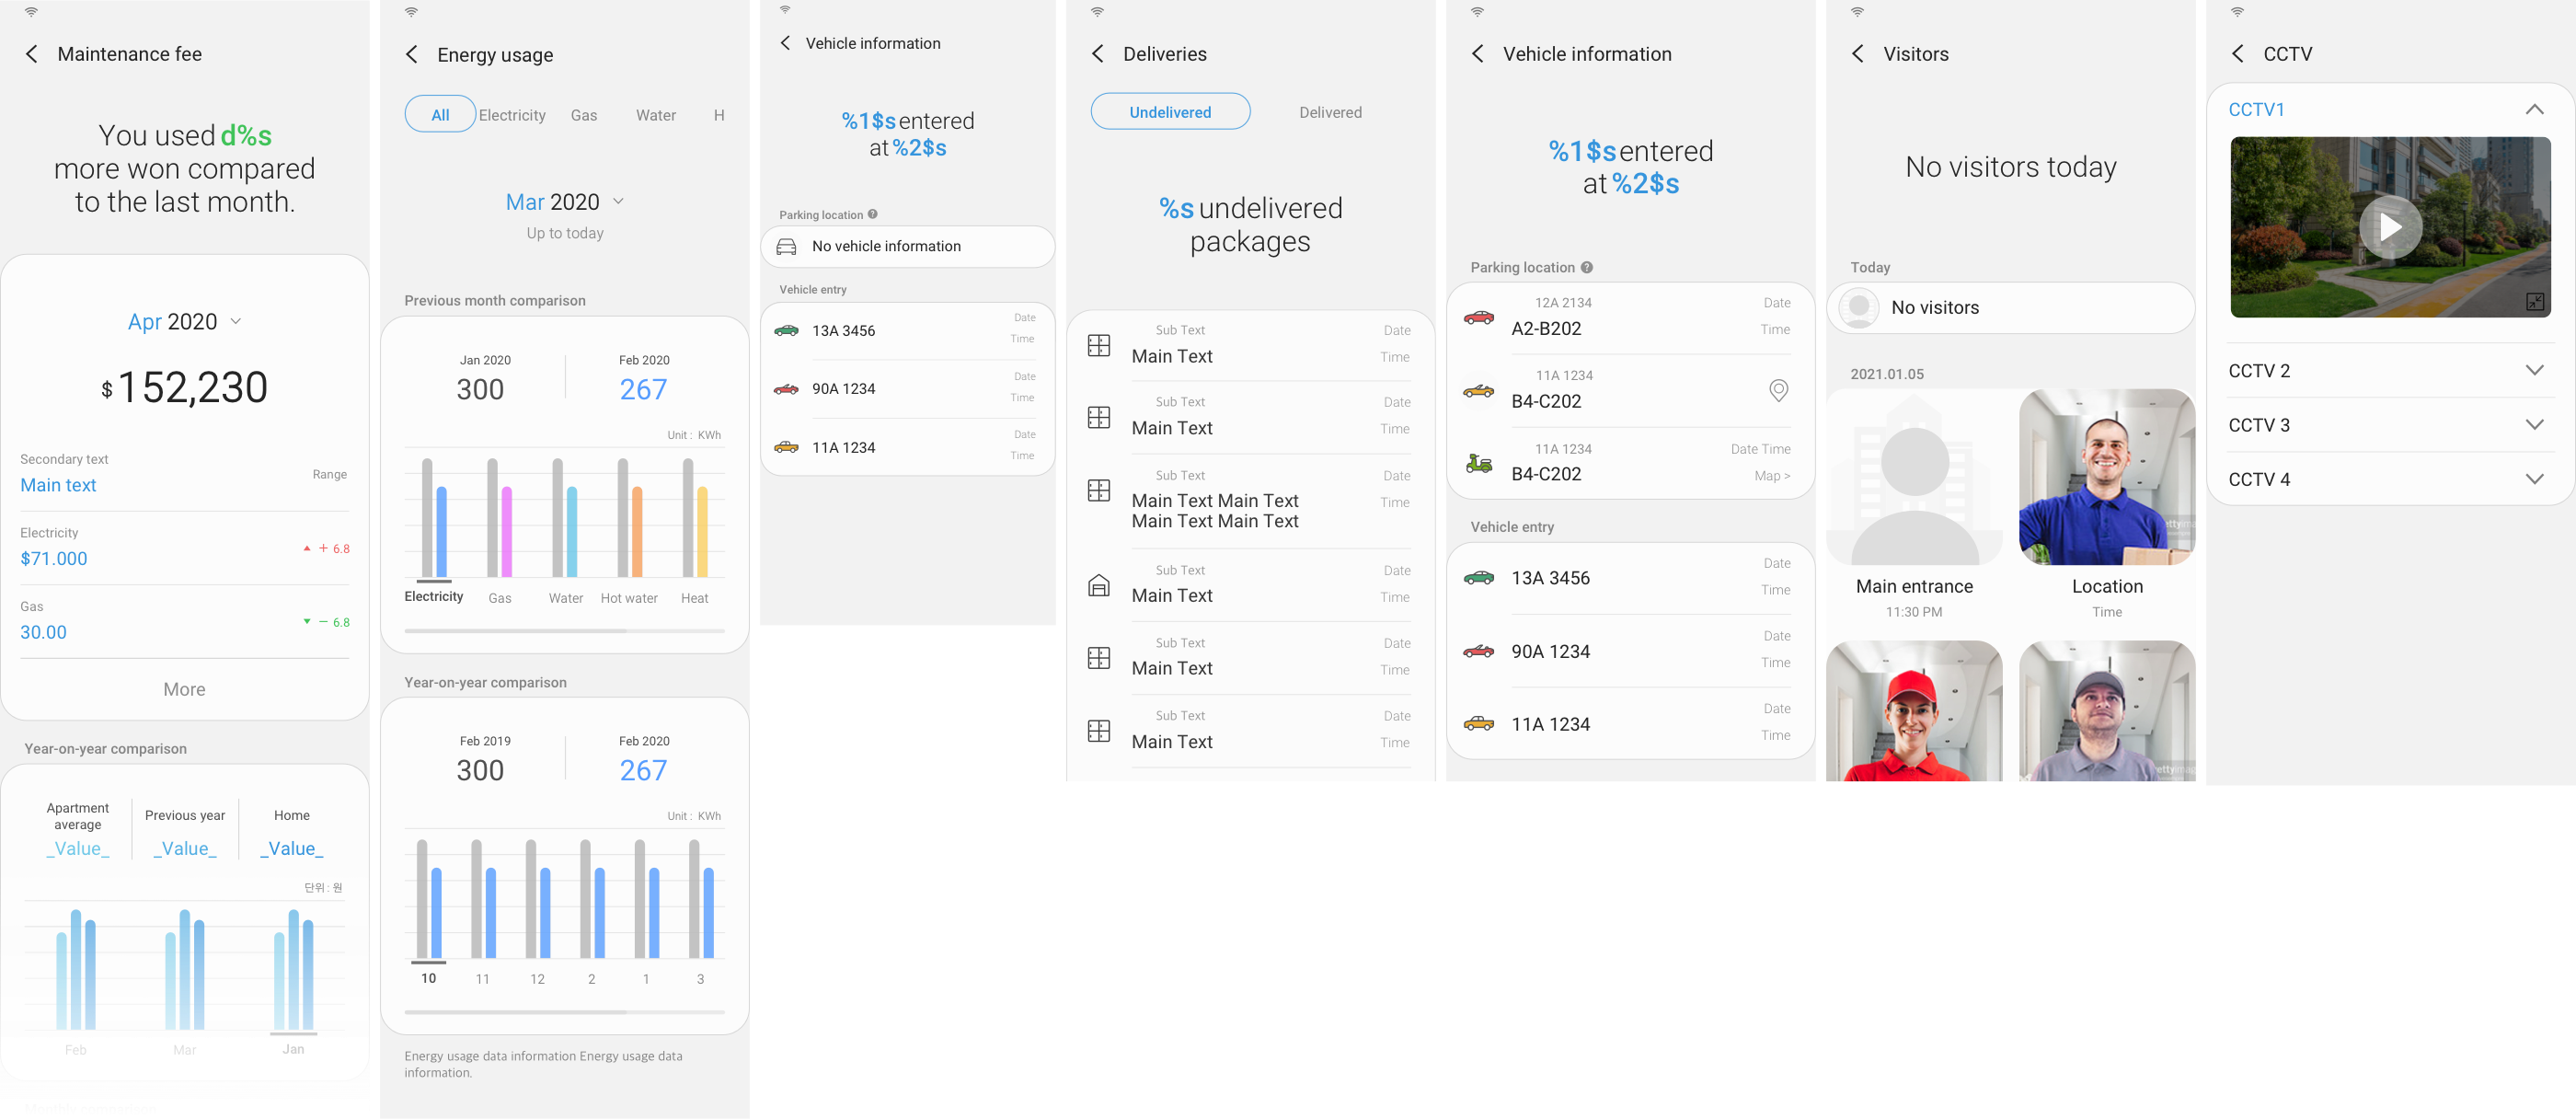 Maintenance fee
You used d%s
more won compared
to the last month.
Apr 2020
$ 152,230
Secondary text
Main text
Range
Electricity
$71.000
+ 6.8
Gas
30.00
− 6.8
More
Year-on-year comparison
Apartment
average
_Value_
Previous year
_Value_
Home
_Value_
단위 : 원
Feb
Mar
Jan
Energy usage
All
Electricity
Gas
Water
H
Mar 2020
Up to today
Previous month comparison
Jan 2020
300
Feb 2020
267
Unit : KWh
Electricity
Gas
Water
Hot water
Heat
Year-on-year comparison
Feb 2019
300
Feb 2020
267
Unit : KWh
10
11
12
2
1
3
Energy usage data information Energy usage data
information.
Vehicle information
%1$s entered
at %2$s
Parking location ?
No vehicle information
Vehicle entry
13A 3456
Date
Time
90A 1234
Date
Time
11A 1234
Date
Time
Deliveries
Undelivered
Delivered
%s undelivered
packages
Sub Text
Main Text
Date
Time
Sub Text
Main Text
Date
Time
Sub Text
Main Text Main Text
Main Text Main Text
Date
Time
Sub Text
Main Text
Date
Time
Sub Text
Main Text
Date
Time
Sub Text
Main Text
Date
Time
Vehicle information
%1$s entered
at %2$s
Parking location ?
12A 2134
A2-B202
Date
Time
11A 1234
B4-C202
11A 1234
B4-C202
Date Time
Map >
Vehicle entry
13A 3456
Date
Time
90A 1234
Date
Time
11A 1234
Date
Time
Visitors
No visitors today
Today
No visitors
2021.01.05
Main entrance
11:30 PM
Location
Time
CCTV
CCTV1
CCTV 2
CCTV 3
CCTV 4